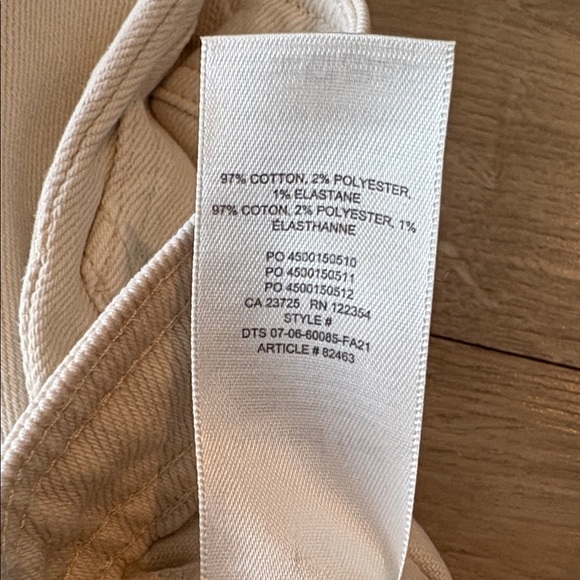 97% COTTON, 2% POLYESTER,
1% ELASTANE
97% COTON, 2% POLYESTER, 1%
ÉLASTHANNE
PO 4500150510
PO 4500150511
PO 4500150512
CA 23725 RN 122354
STYLE #
DTS 07-06-60085-FA21
ARTICLE # 82463